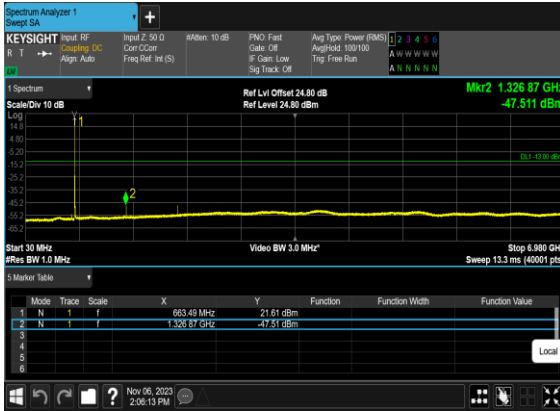 Spectrum Analyzer 1
Swept SA
+
KEYSIGHT Input: RF Input Z: 50 Ω #Atten: 10 dB PNO: Fast Avg Type: Power (RMS) 1 2 3 4 5 6
R T Coupling: DC Corr CCorr Gate: Off Avg|Hold: 100/100 A W W W W W
Align: Auto Freq Ref: Int (S) IF Gain: Low Trig: Free Run
Sig Track: Off A N N N N N
1 Spectrum Ref Lvl Offset 24.80 dB Mkr2 1.326 87 GHz
Scale/Div 10 dB Ref Level 24.80 dBm -47.511 dBm
Log
14.8
4.80
-5.20
-15.2
-25.2
-35.2
-45.2
-55.2
-65.2
1
2
DL1 -13.00 dBm
Start 30 MHz Video BW 3.0 MHz* Stop 6.980 GHz
#Res BW 1.0 MHz Sweep 13.3 ms (40001 pts)
5 Marker Table
Mode Trace Scale X Y Function Function Width Function Value
1 N 1 f 663.49 MHz 21.61 dBm
2 N 1 f 1.326 87 GHz -47.51 dBm
3
4
5
6
Local
? Nov 06, 2023
2:06:13 PM